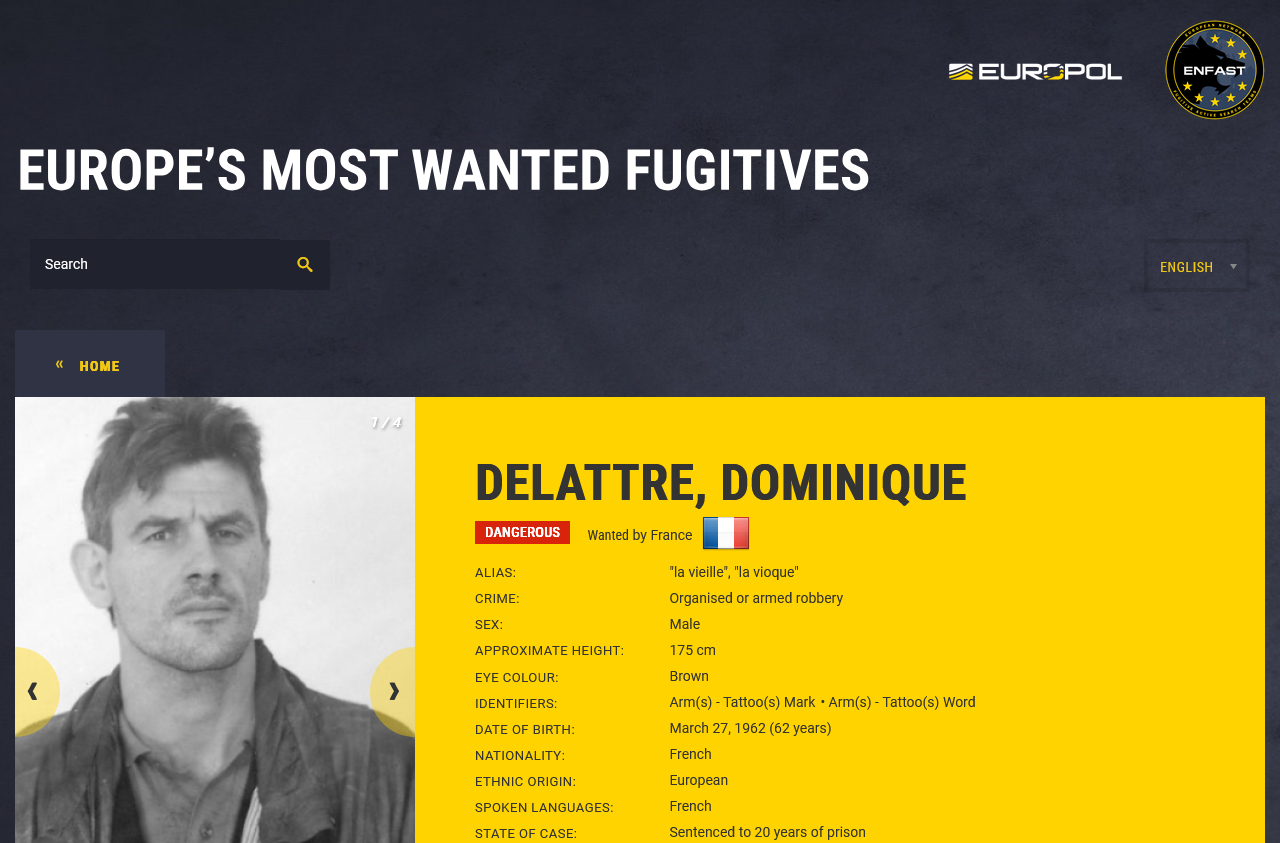 EUROPOL
EUROPEAN NETWORK
ENFAST
FUGITIVE ACTIVE SEARCH TEAMS
EUROPE’S MOST WANTED FUGITIVES
Search
ENGLISH
« HOME
1 / 4
DELATTRE, DOMINIQUE
DANGEROUS Wanted by France
ALIAS: "la vieille", "la vioque"
CRIME: Organised or armed robbery
SEX: Male
APPROXIMATE HEIGHT: 175 cm
EYE COLOUR: Brown
IDENTIFIERS: Arm(s) - Tattoo(s) Mark • Arm(s) - Tattoo(s) Word
DATE OF BIRTH: March 27, 1962 (62 years)
NATIONALITY: French
ETHNIC ORIGIN: European
SPOKEN LANGUAGES: French
STATE OF CASE: Sentenced to 20 years of prison